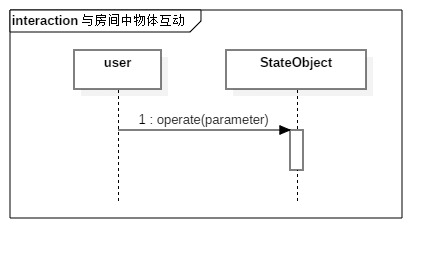 interaction 与房间中物体互动
user
StateObject
1 : operate(parameter)